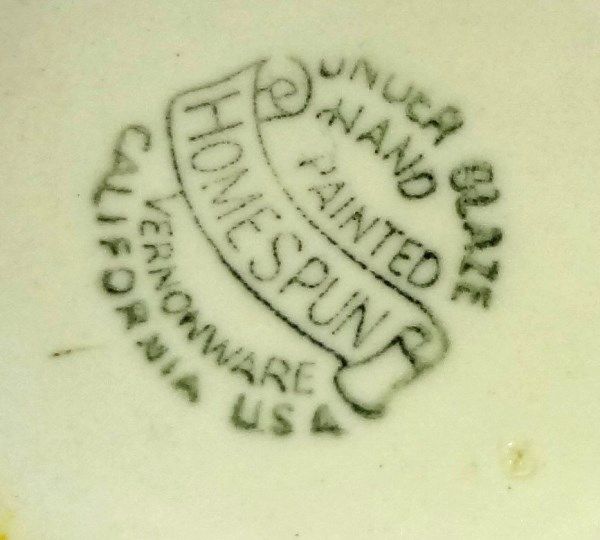 UNDER GLAZE
HAND
PAINTED
HOMESPUN
VERNONWARE
CALIFORNIA USA